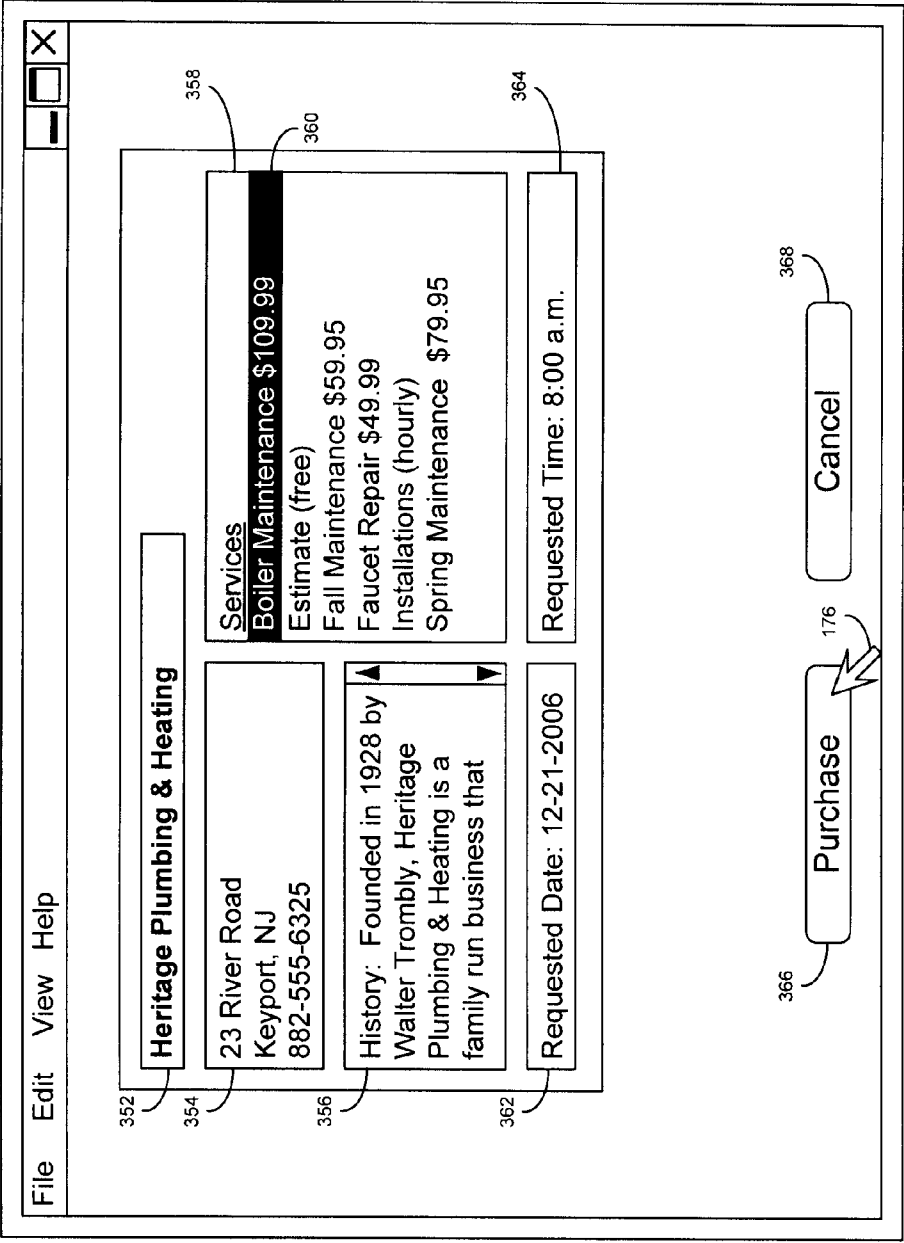 File Edit View Help
352
Heritage Plumbing & Heating
354
23 River Road
Keyport, NJ
882-555-6325
356
History: Founded in 1928 by
Walter Trombly, Heritage
Plumbing & Heating is a
family run business that
358
Services
360
Boiler Maintenance $109.99
Estimate (free)
Fall Maintenance $59.95
Faucet Repair $49.99
Installations (hourly)
Spring Maintenance $79.95
362
Requested Date: 12-21-2006
364
Requested Time: 8:00 a.m.
366
Purchase
176
368
Cancel